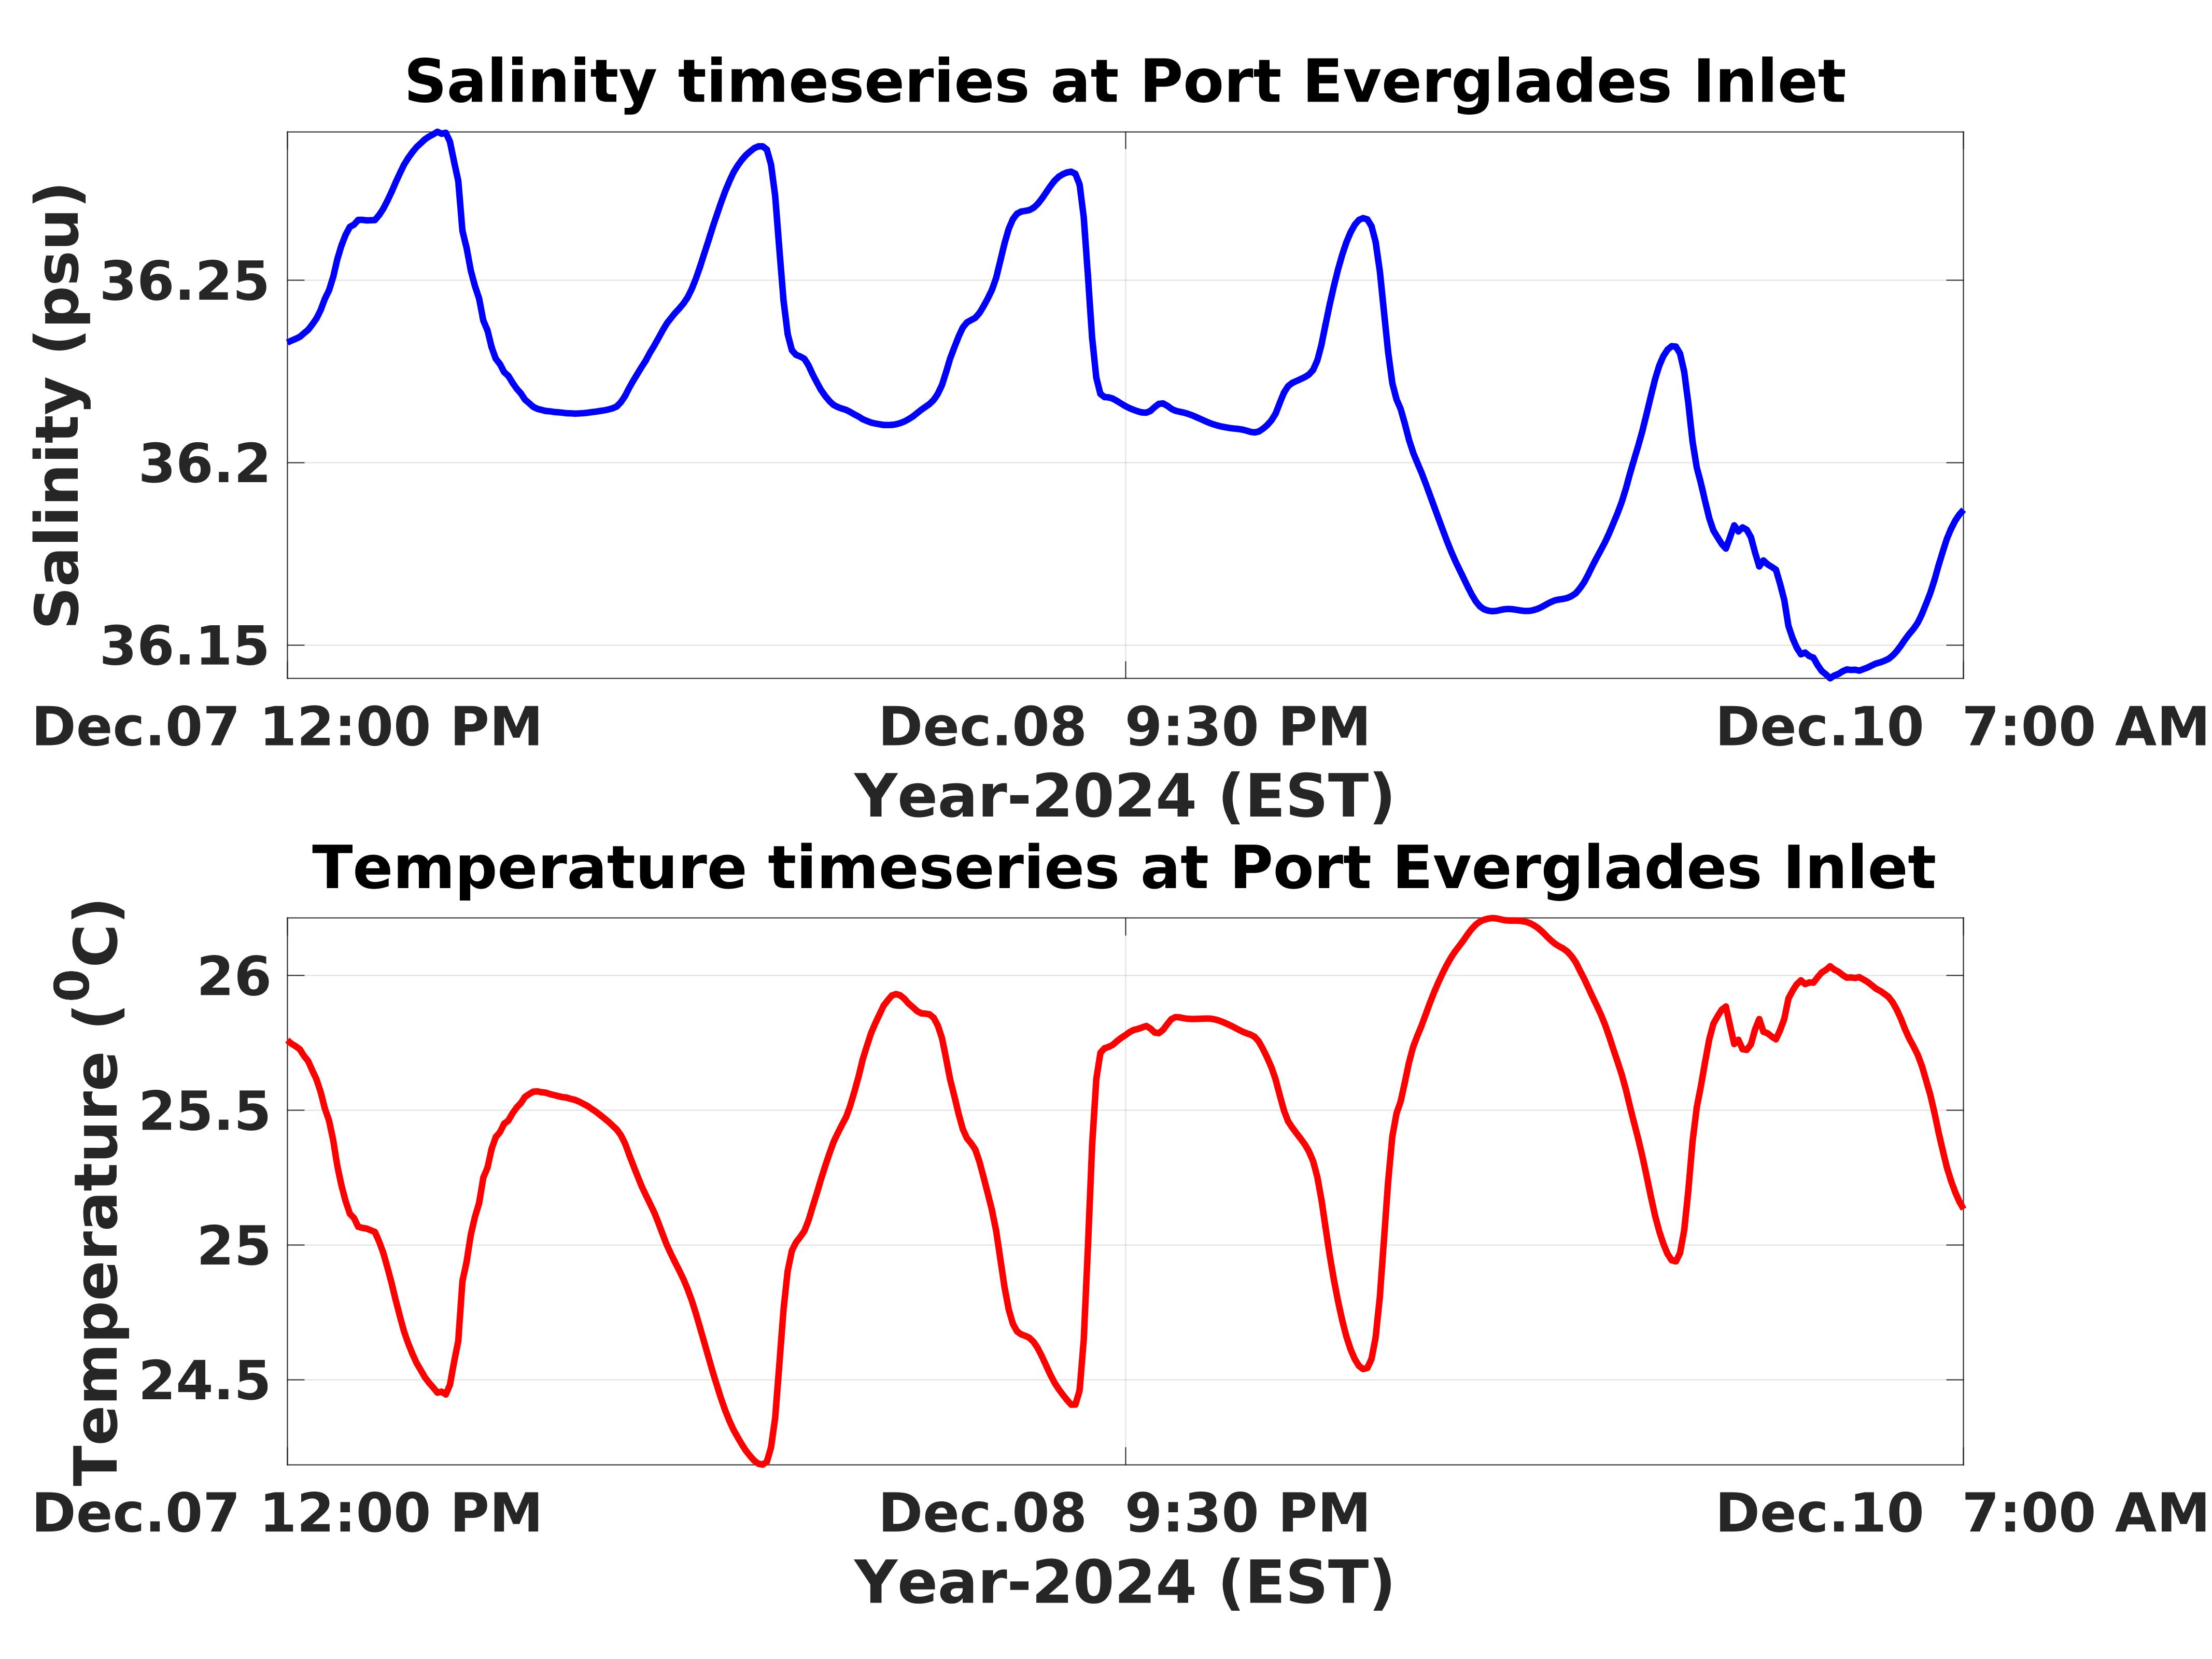 Salinity timeseries at Port Everglades Inlet
Salinity (psu)
36.25
36.2
36.15
Dec.07 12:00 PM Dec.08 9:30 PM Dec.10 7:00 AM
Year-2024 (EST)
Temperature timeseries at Port Everglades Inlet
Temperature (⁰C)
26
25.5
25
24.5
Dec.07 12:00 PM Dec.08 9:30 PM Dec.10 7:00 AM
Year-2024 (EST)